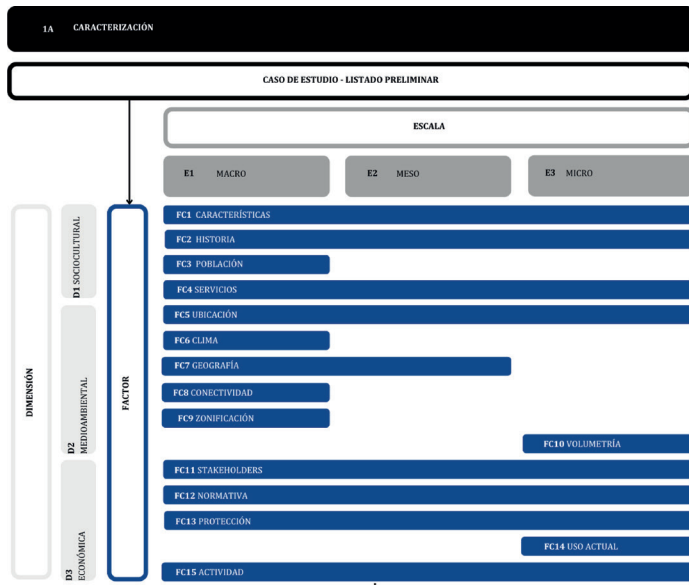 1A CARACTERIZACIÓN
CASO DE ESTUDIO - LISTADO PRELIMINAR
ESCALA
E1 MACRO
E2 MESO
E3 MICRO
DIMENSIÓN
D1 SOCIOCULTURAL
D2 MEDIOAMBIENTAL
D3 ECONÓMICA
FACTOR
FC1 CARACTERÍSTICAS
FC2 HISTORIA
FC3 POBLACIÓN
FC4 SERVICIOS
FC5 UBICACIÓN
FC6 CLIMA
FC7 GEOGRAFÍA
FC8 CONECTIVIDAD
FC9 ZONIFICACIÓN
FC10 VOLUMETRÍA
FC11 STAKEHOLDERS
FC12 NORMATIVA
FC13 PROTECCIÓN
FC14 USO ACTUAL
FC15 ACTIVIDAD